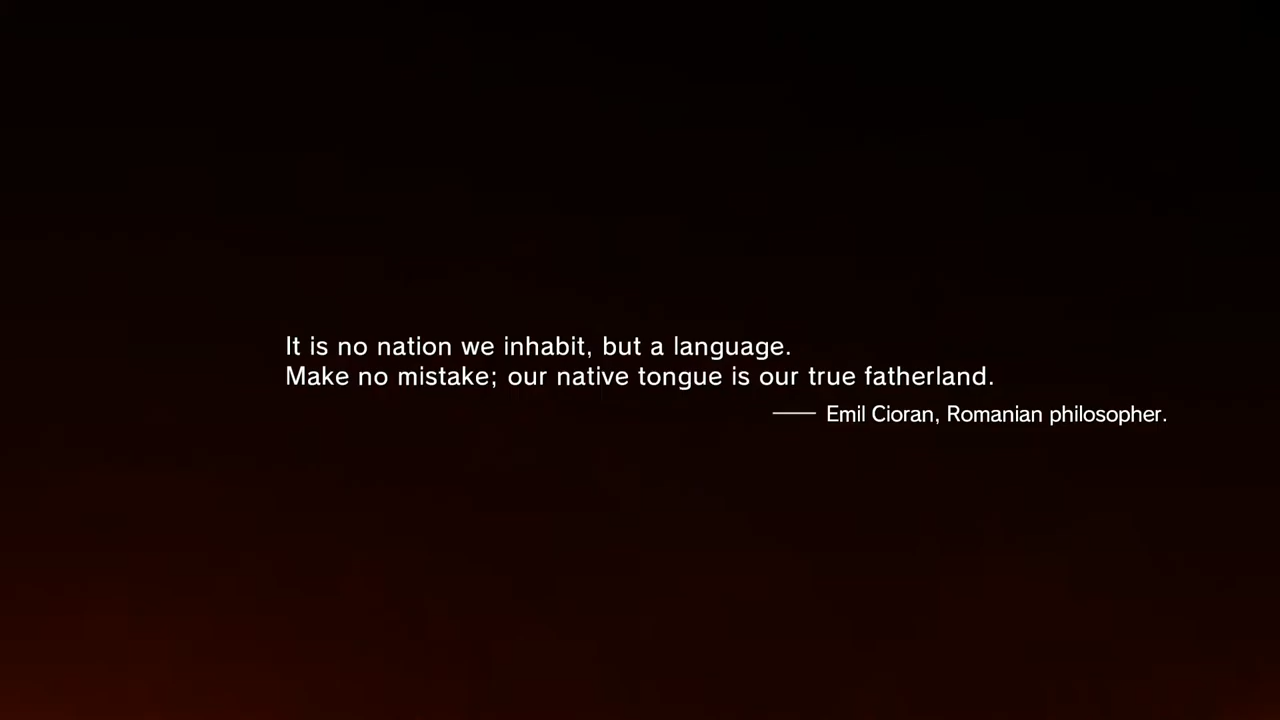 It is no nation we inhabit, but a language.
Make no mistake; our native tongue is our true fatherland.
—— Emil Cioran, Romanian philosopher.